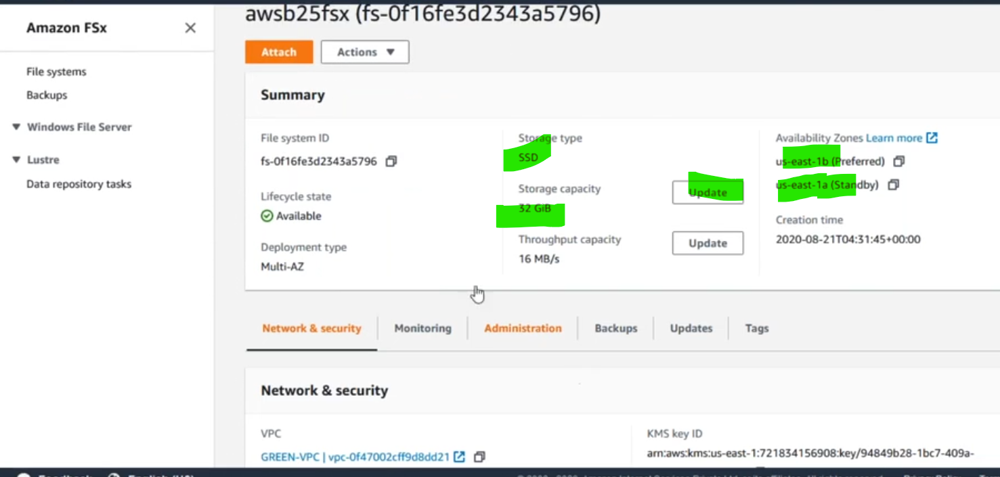 awsb25fsx (fs-0f16fe3d2343a5796)
Amazon FSx
File systems
Backups
Windows File Server
Lustre
Data repository tasks
Attach
Actions
Summary
File system ID
fs-0f16fe3d2343a5796
Lifecycle state
Available
Deployment type
Multi-AZ
Storage type
SSD
Storage capacity
32 GiB
Update
Throughput capacity
16 MB/s
Update
Availability Zones Learn more
us-east-1b (Preferred)
us-east-1a (Standby)
Creation time
2020-08-21T04:31:45+00:00
Network & security
Monitoring
Administration
Backups
Updates
Tags
Network & security
VPC
GREEN-VPC | vpc-0f47002cff9d8dd21
KMS key ID
arn:aws:kms:us-east-1:721834156908:key/94849b28-1bc7-409a-